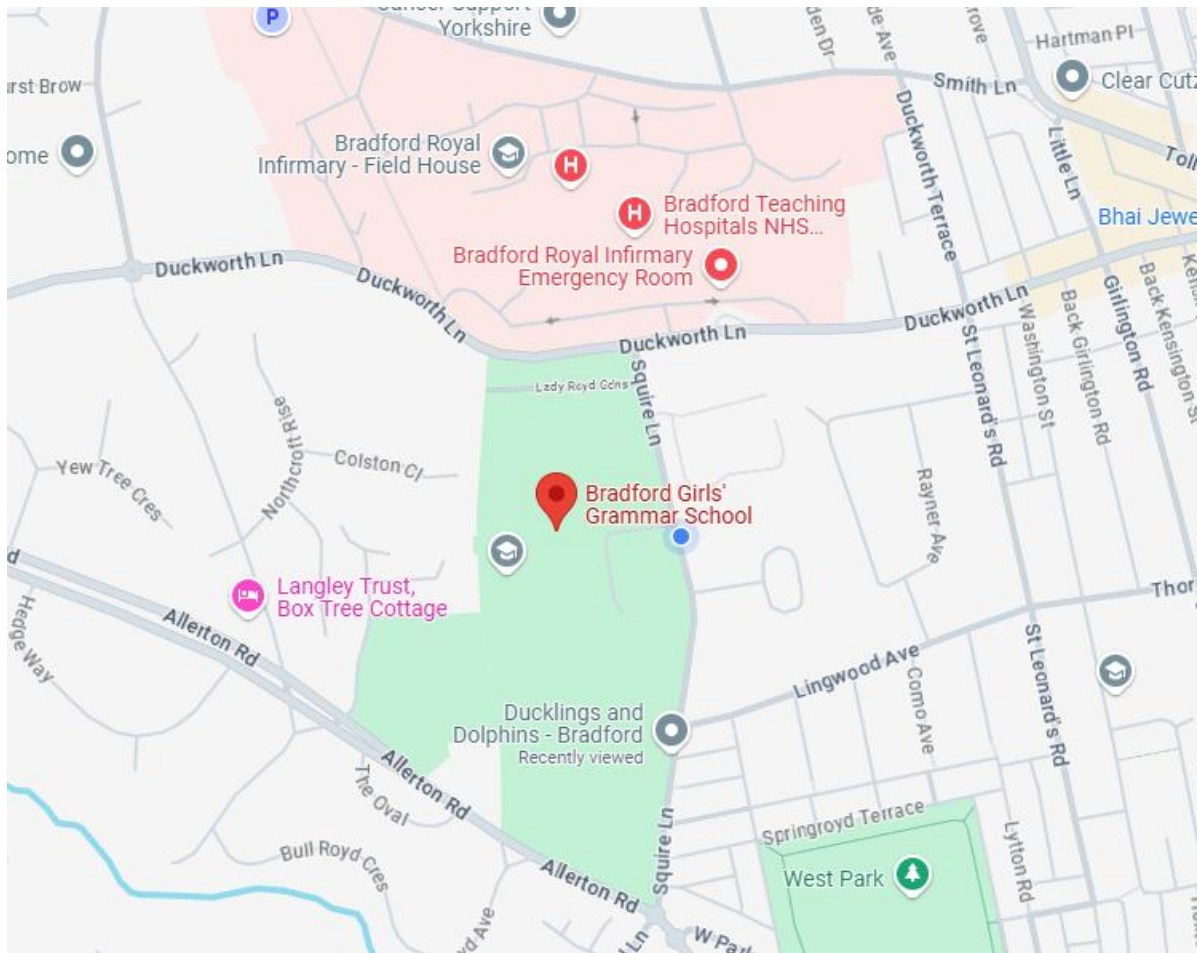 Yorkshire
Hartman Pl
Smith Ln
Clear Cutz
Bradford Royal
Infirmary - Field House
H
H
P
Bradford Teaching
Hospitals NHS...
Bradford Royal Infirmary
Emergency Room
Duckworth Terrace
Little Ln
Bhai Jewe
Duckworth Ln
Duckworth Ln
Duckworth Ln
Duckworth Ln
Lady Royd Gdns
Squire Ln
St Leonard's Rd
Washington St
Back Girlington Rd
Girlington Rd
Back Kensington St
Northcroft Rise
Colston Cl
Yew Tree Cres
Bradford Girls'
Grammar School
Rayner Ave
Langley Trust,
Box Tree Cottage
Hedge Way
Allerton Rd
Lingwood Ave
Como Ave
St Leonard's Rd
Ducklings and
Dolphins - Bradford
Recently viewed
Allerton Rd
The Oval
Bull Royd Cres
Allerton Rd
Squire Ln
Springroyd Terrace
West Park
Lytton Rd
W Park